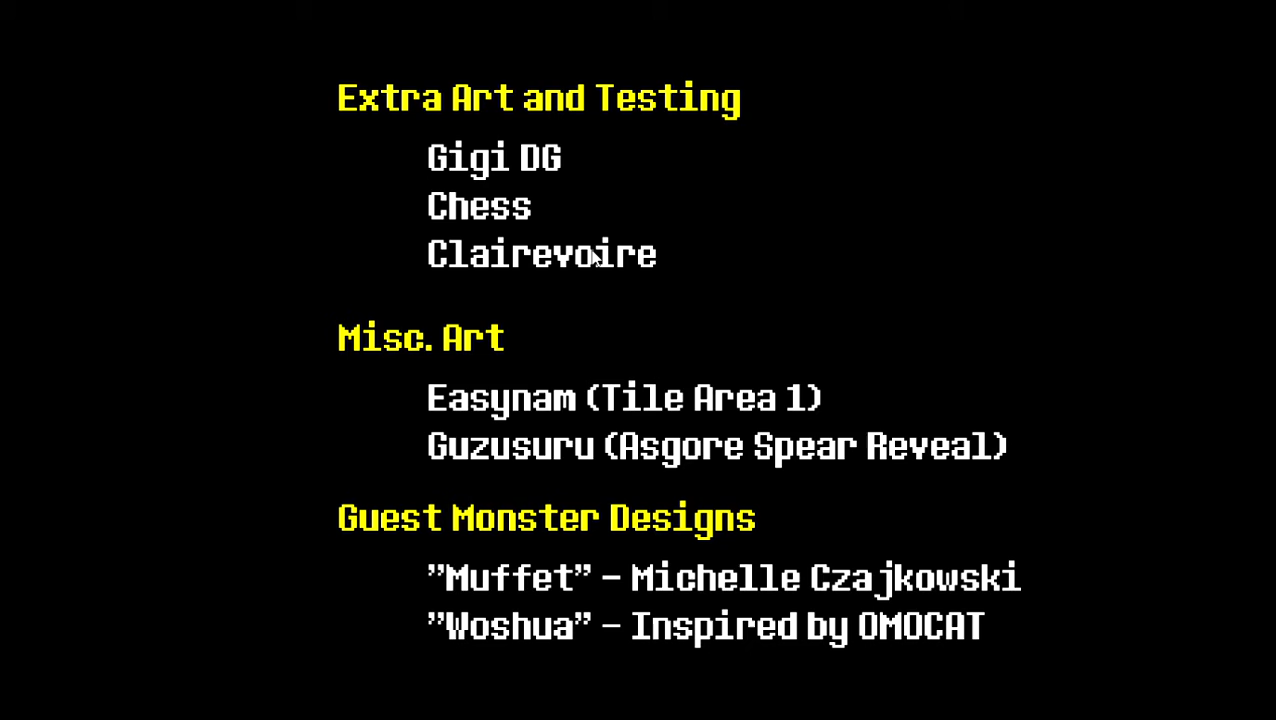 Extra Art and Testing
Gigi DG
Chess
Clairevoire
Misc. Art
Easynam (Tile Area 1)
Guzusuru (Asgore Spear Reveal)
Guest Monster Designs
”Muffet” – Michelle Czajkowski
”Woshua” – Inspired by OMOCAT